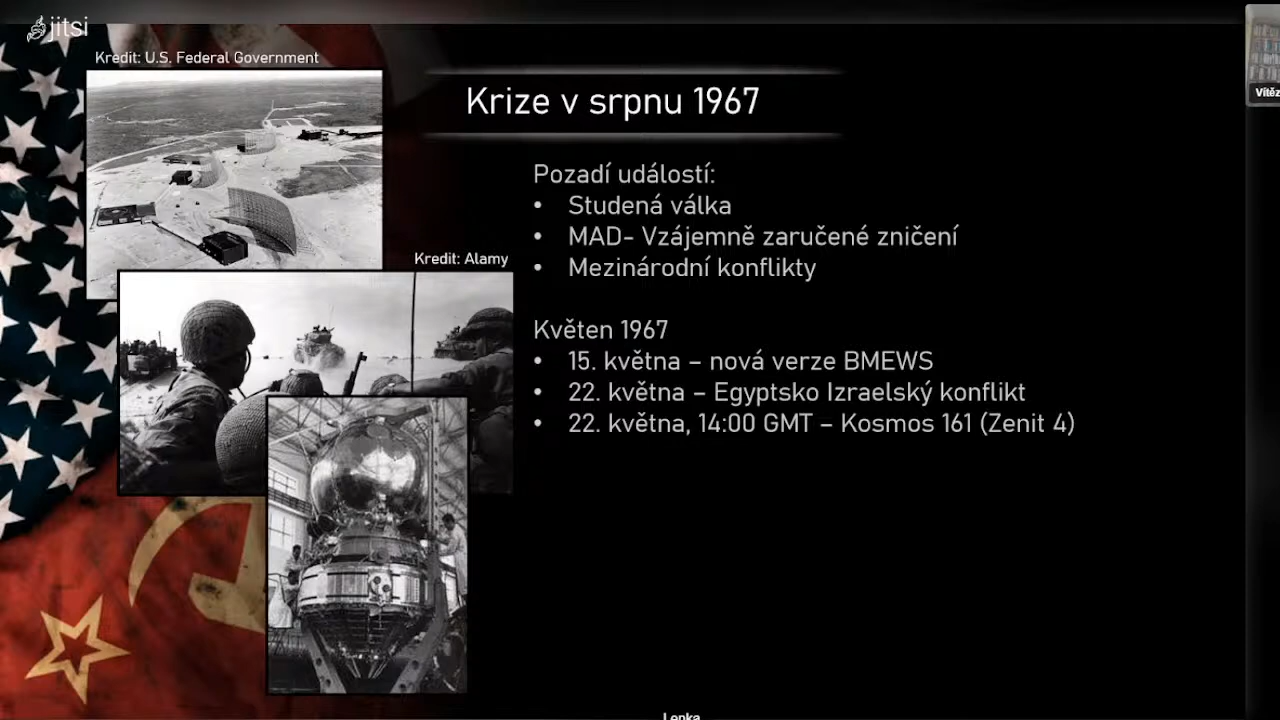 jitsi
Kredit: U.S. Federal Government
Krize v srpnu 1967
Pozadí událostí:
• Studená válka
• MAD- Vzájemně zaručené zničení
• Mezinárodní konflikty
Kredit: Alamy
Květen 1967
• 15. května – nová verze BMEWS
• 22. května – Egyptsko Izraelský konflikt
• 22. května, 14:00 GMT – Kosmos 161 (Zenit 4)
Vítěz
Lenka